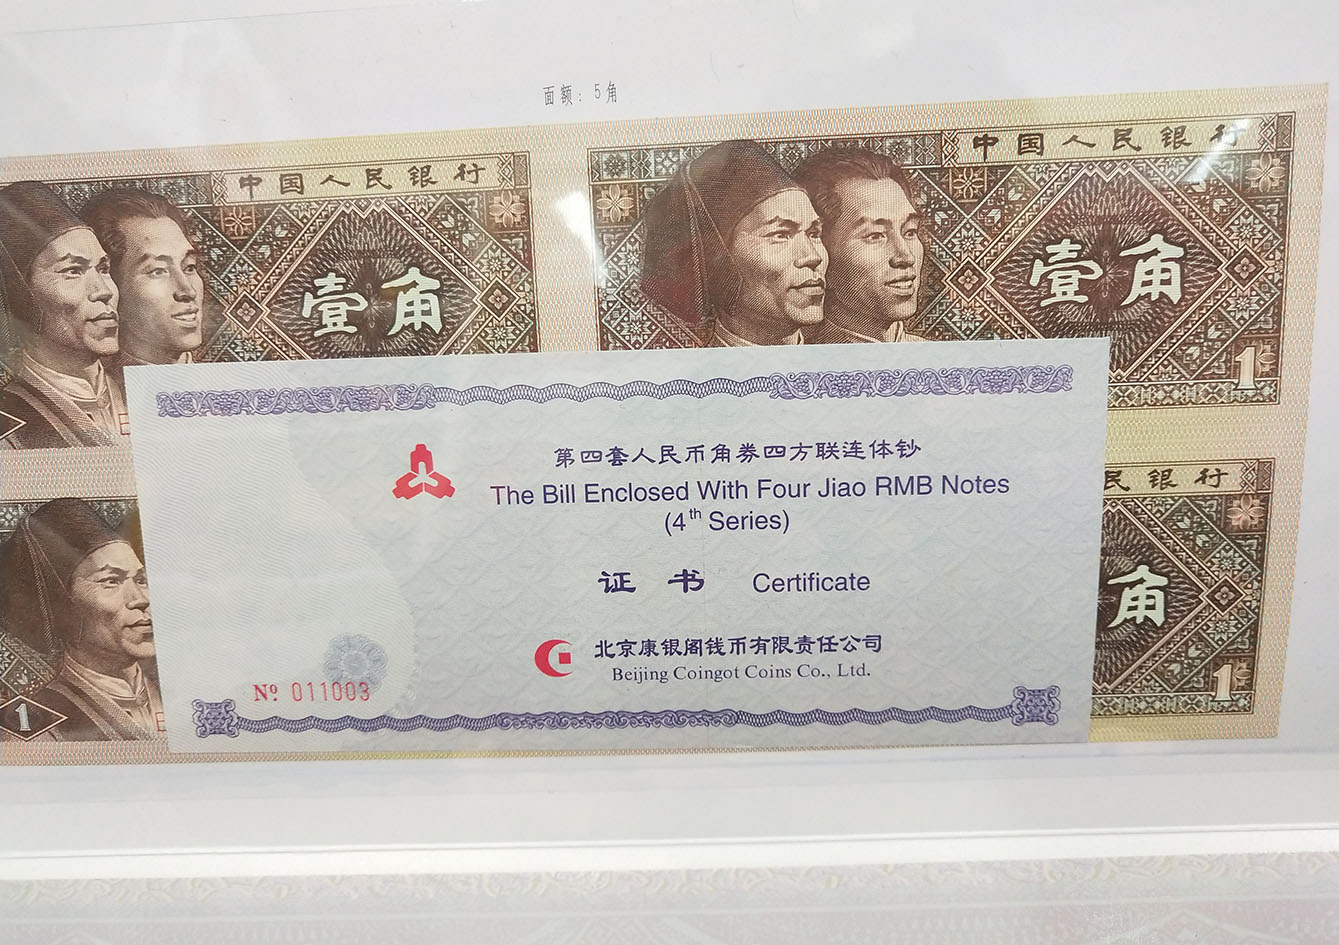 面额: 5角
中国人民银行
中国人民银行
壹角
壹角
1
民银行
角
1
1
第四套人民币角券四方联连体钞
The Bill Enclosed With Four Jiao RMB Notes
(4th Series)
证书 Certificate
北京康银阁钱币有限责任公司
Beijing Coingot Coins Co., Ltd.
Nº 011003